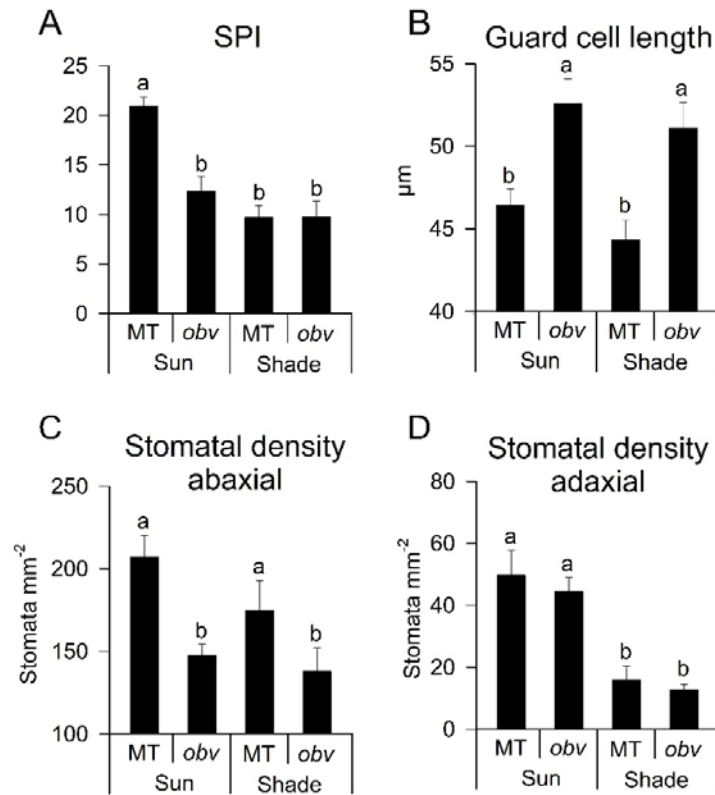 A
SPI
25
20
15
10
5
0
a
b
b
b
MT obv MT obv
Sun Shade
B
Guard cell length
µm
55
50
45
40
b
a
b
a
MT obv MT obv
Sun Shade
C
Stomatal density
abaxial
Stomata mm⁻²
250
200
150
100
a
b
a
b
MT obv MT obv
Sun Shade
D
Stomatal density
adaxial
Stomata mm⁻²
80
60
40
20
0
a
a
b
b
MT obv MT obv
Sun Shade